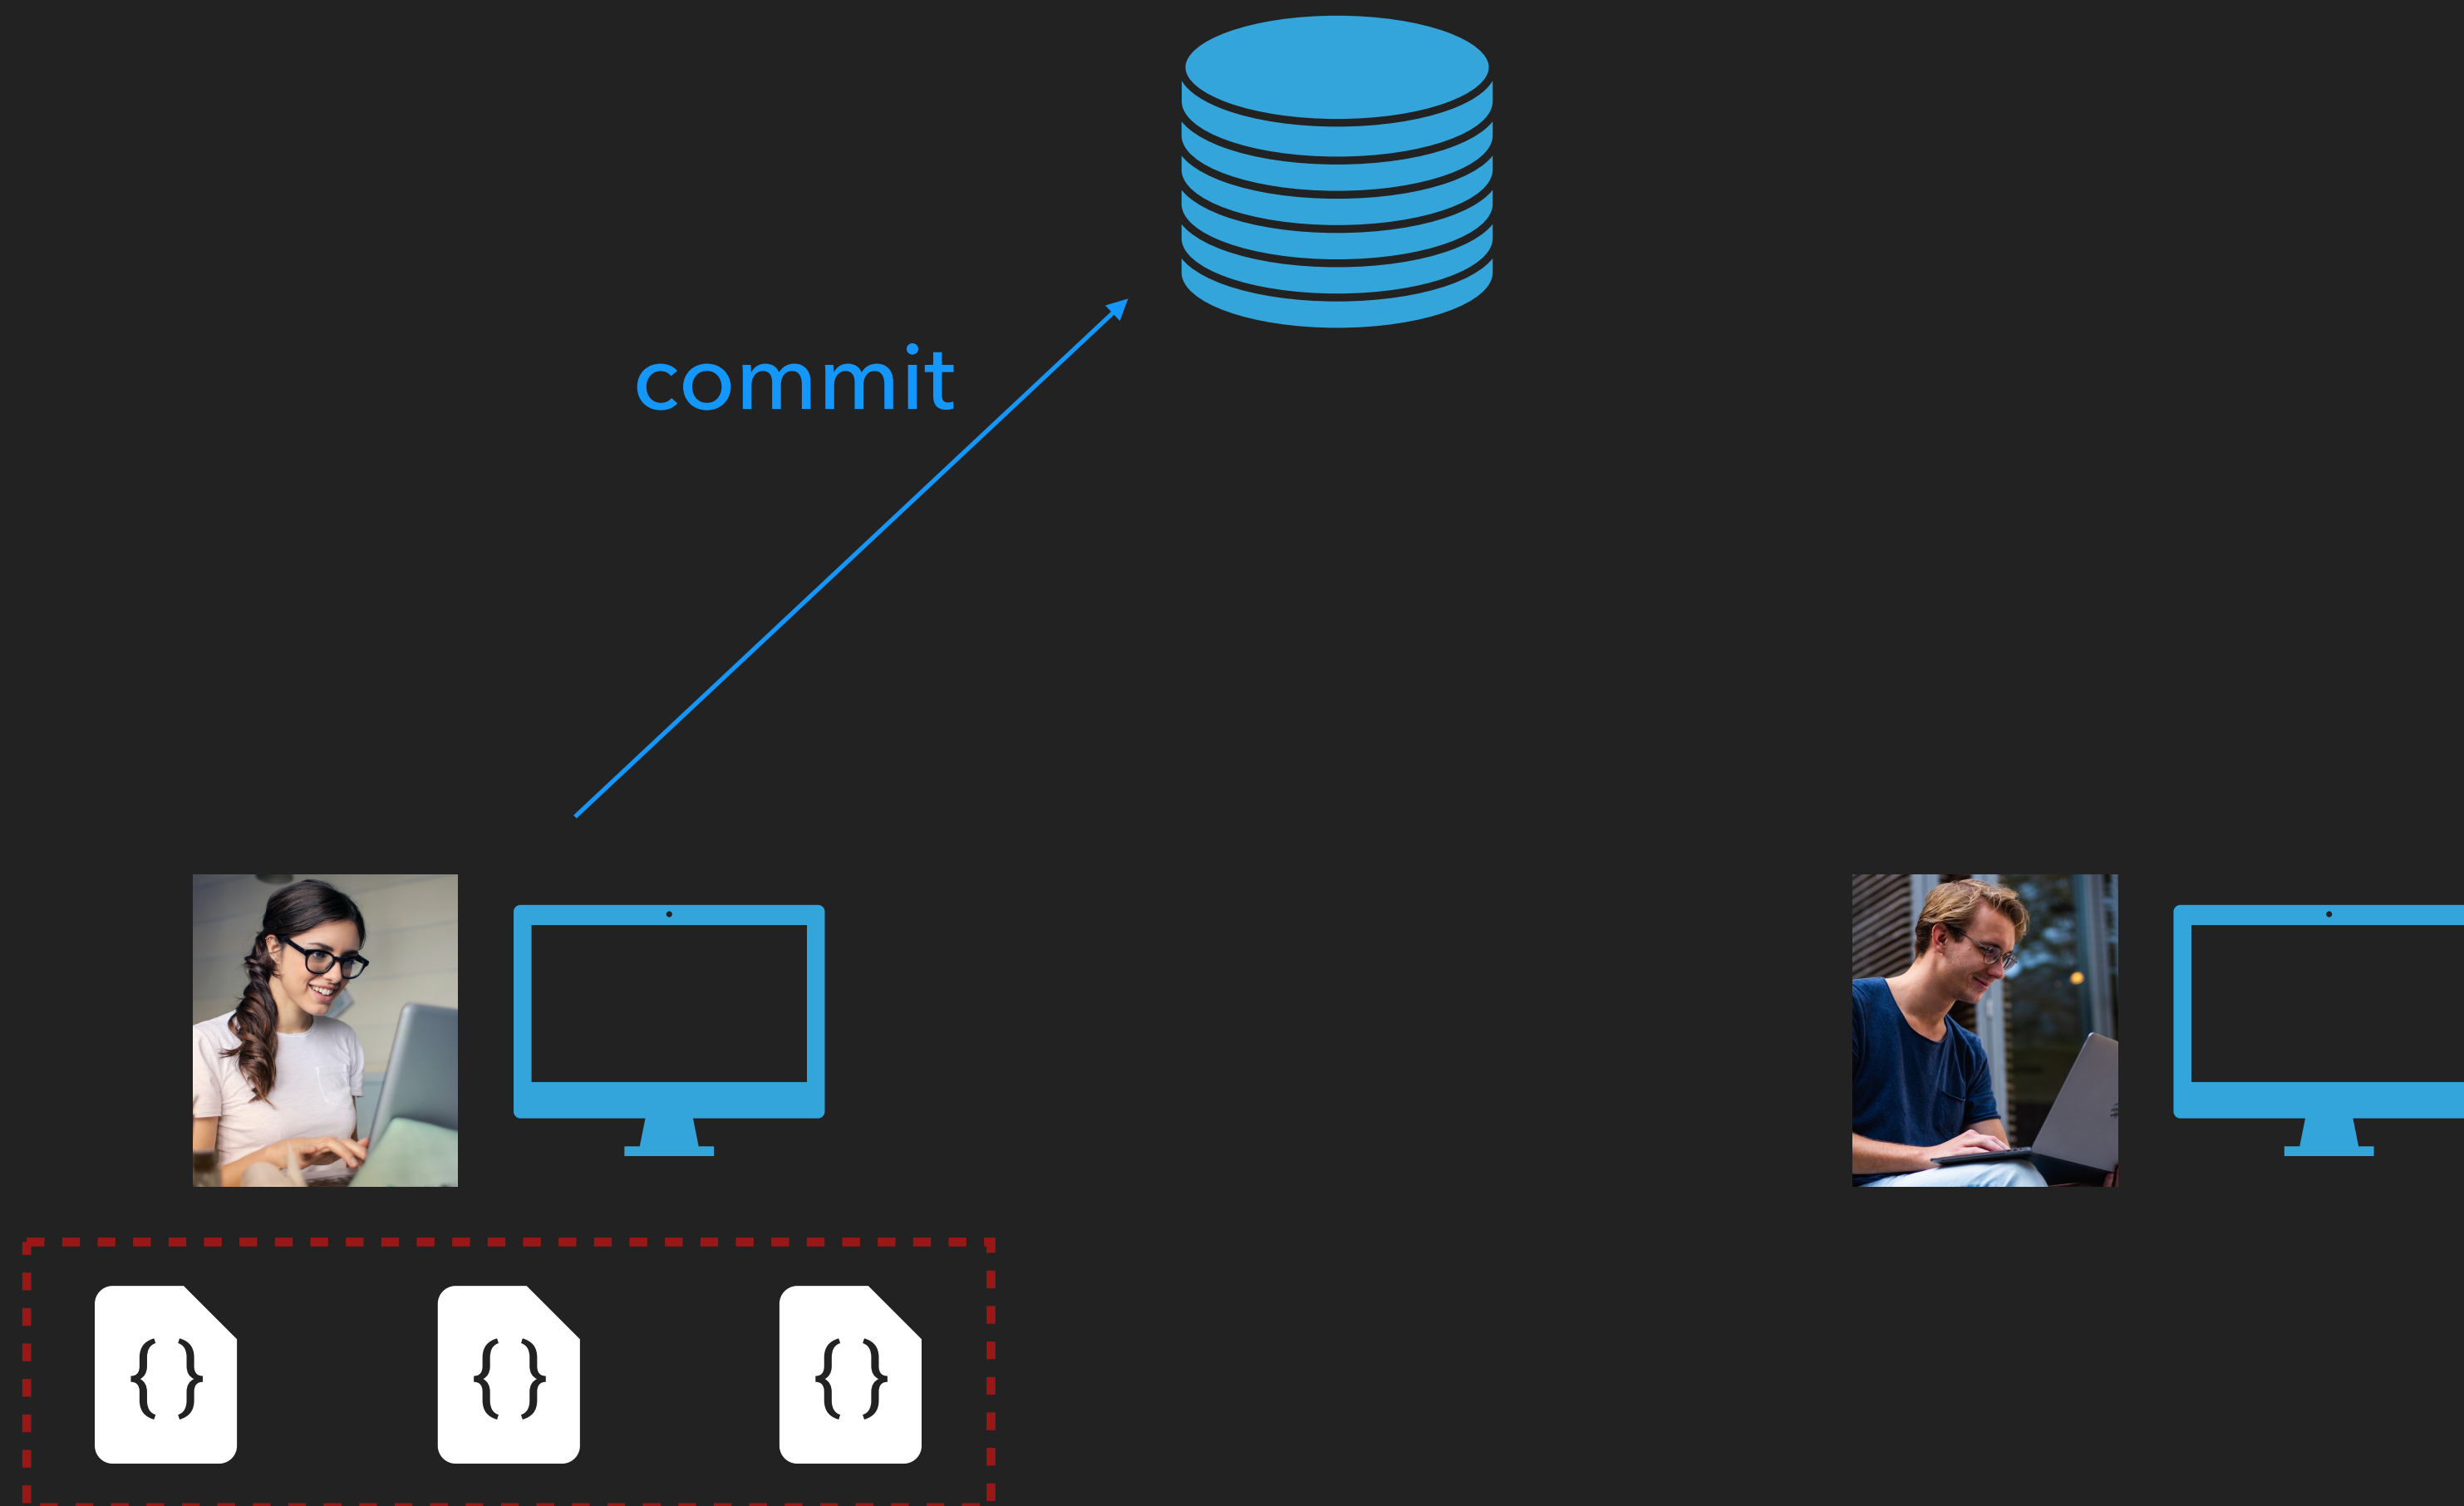 commit
{ }
{ }
{ }